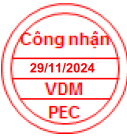 Công nhận
29/11/2024
VDM
PEC